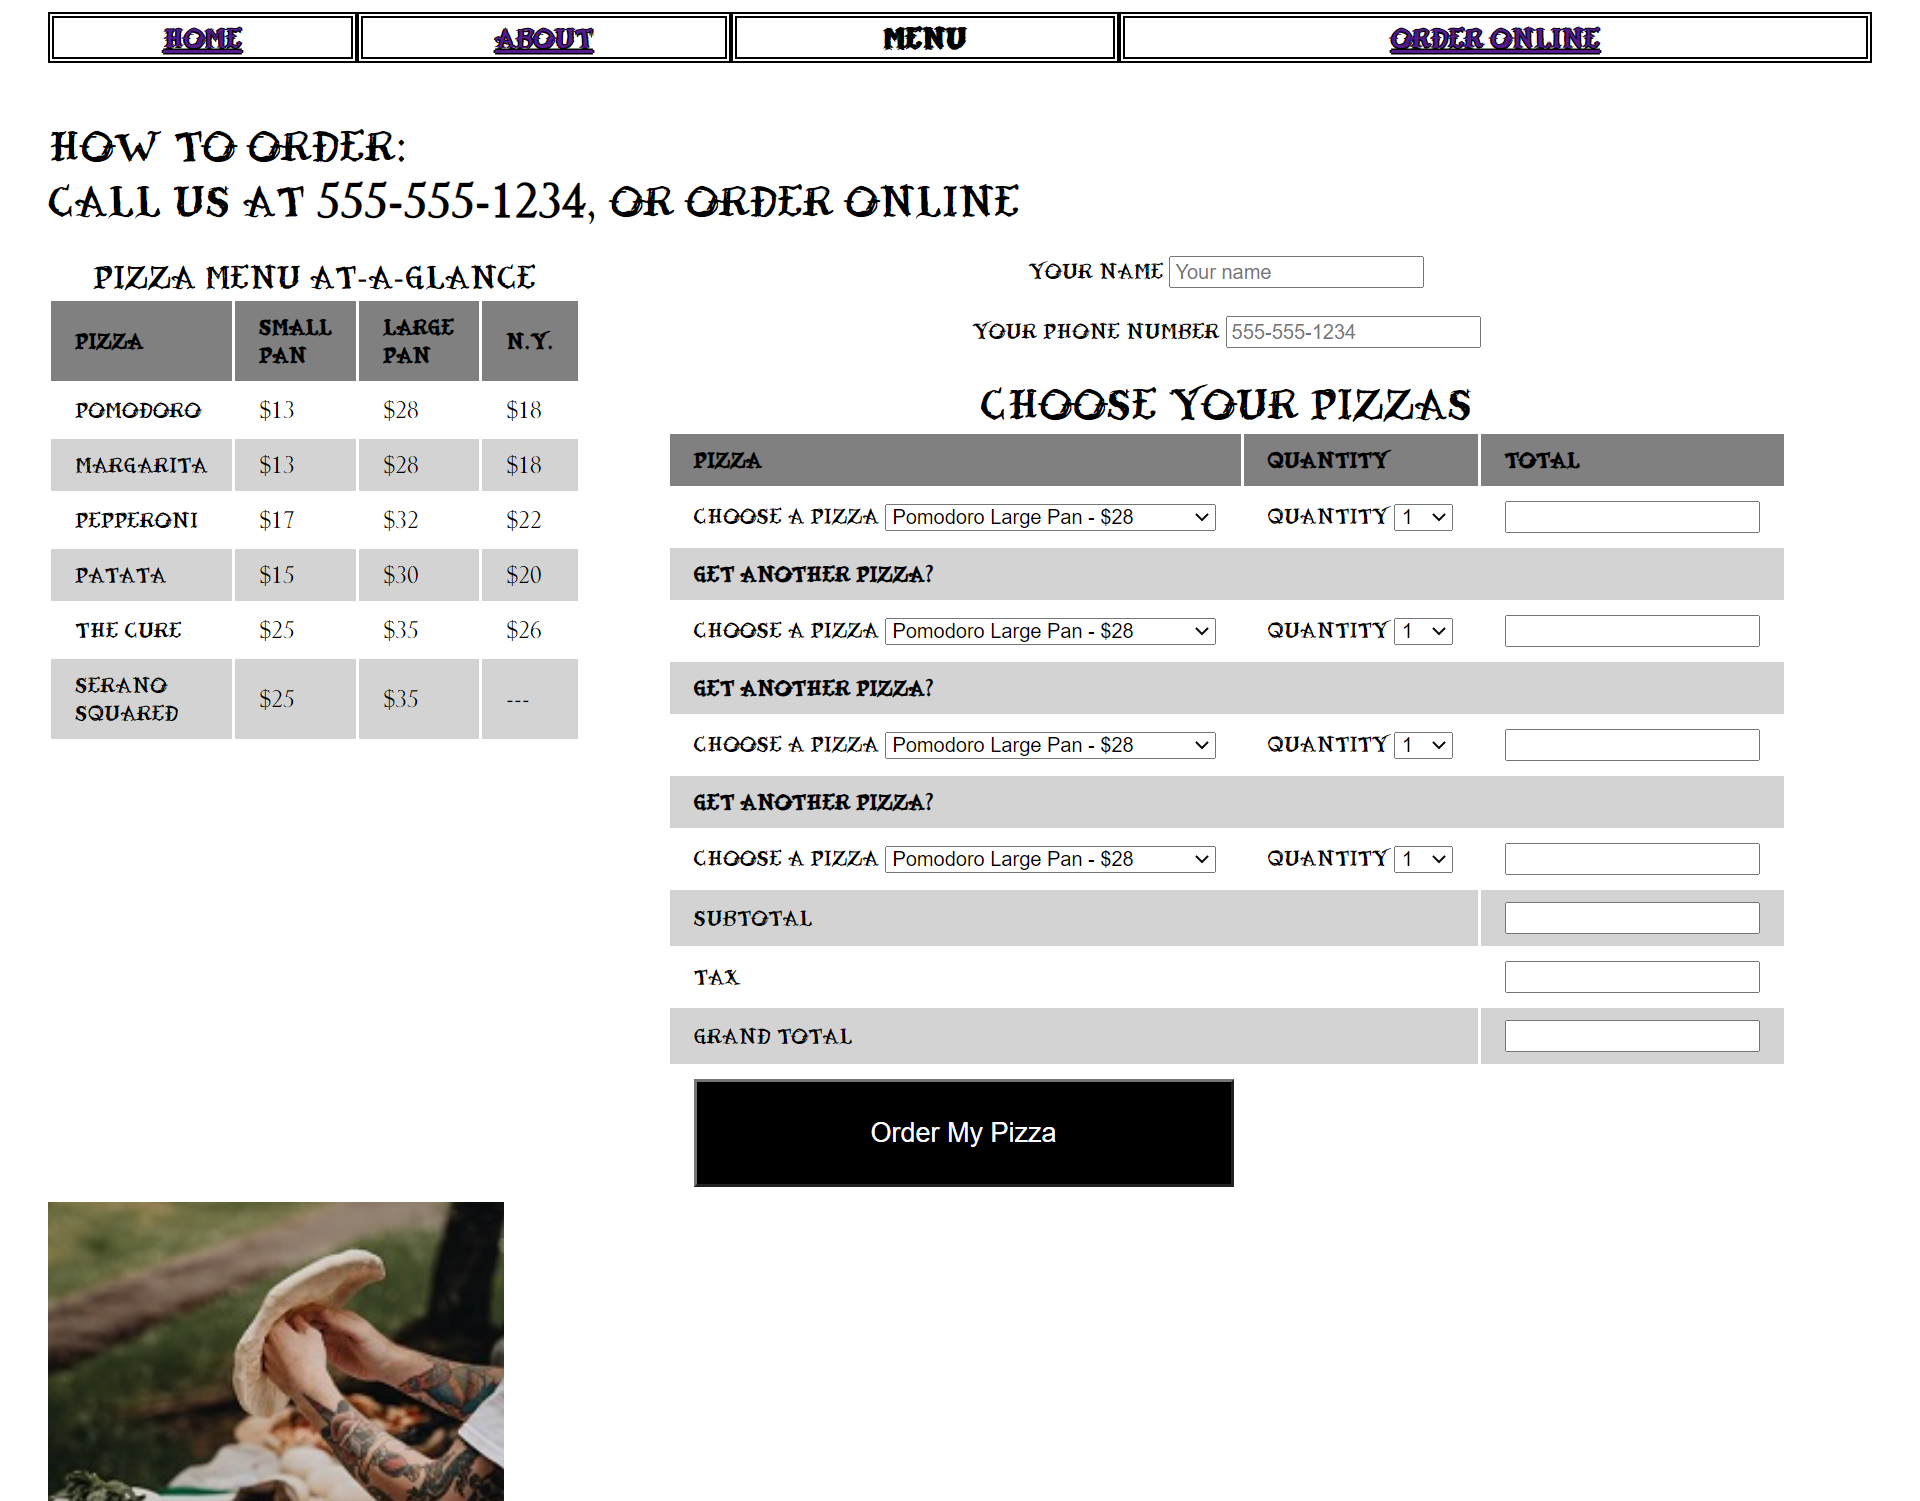 HOME ABOUT MENU ORDER ONLINE
HOW TO ORDER:
CALL US AT 555-555-1234, OR ORDER ONLINE
PIZZA MENU AT-A-GLANCE
PIZZA SMALL PAN LARGE PAN N.Y.
POMODORO $13 $28 $18
MARGARITA $13 $28 $18
PEPPERONI $17 $32 $22
PATATA $15 $30 $20
THE CURE $25 $35 $26
SERANO SQUARED $25 $35 ---
YOUR NAME Your name
YOUR PHONE NUMBER 555-555-1234
CHOOSE YOUR PIZZAS
PIZZA QUANTITY TOTAL
CHOOSE A PIZZA Pomodoro Large Pan - $28 QUANTITY 1
GET ANOTHER PIZZA?
CHOOSE A PIZZA Pomodoro Large Pan - $28 QUANTITY 1
GET ANOTHER PIZZA?
CHOOSE A PIZZA Pomodoro Large Pan - $28 QUANTITY 1
GET ANOTHER PIZZA?
CHOOSE A PIZZA Pomodoro Large Pan - $28 QUANTITY 1
SUBTOTAL
TAX
GRAND TOTAL
Order My Pizza